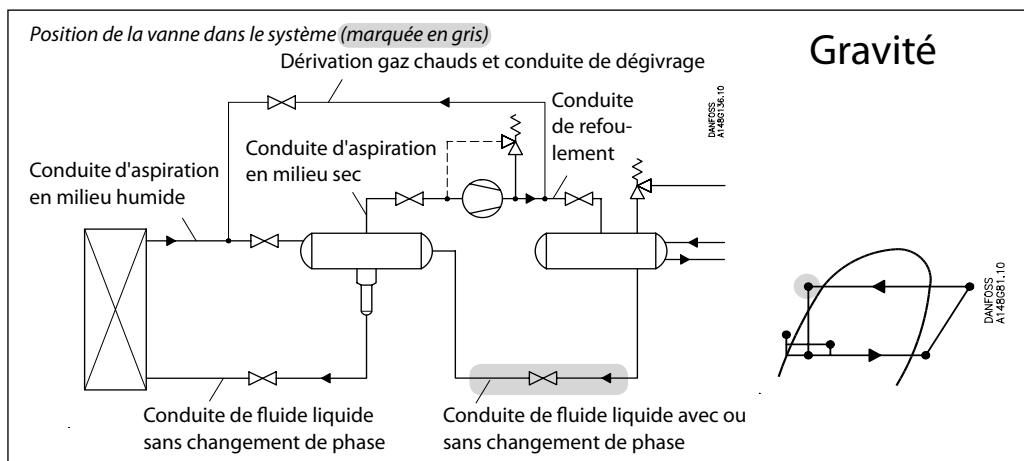 Position de la vanne dans le système (marquée en gris)
Gravité
Dérivation gaz chauds et conduite de dégivrage
Conduite
de refou-
lement
DANFOSS
A148G136.10
Conduite d'aspiration
en milieu sec
Conduite d'aspiration
en milieu humide
DANFOSS
A148G81.10
Conduite de fluide liquide
sans changement de phase
Conduite de fluide liquide avec ou
sans changement de phase